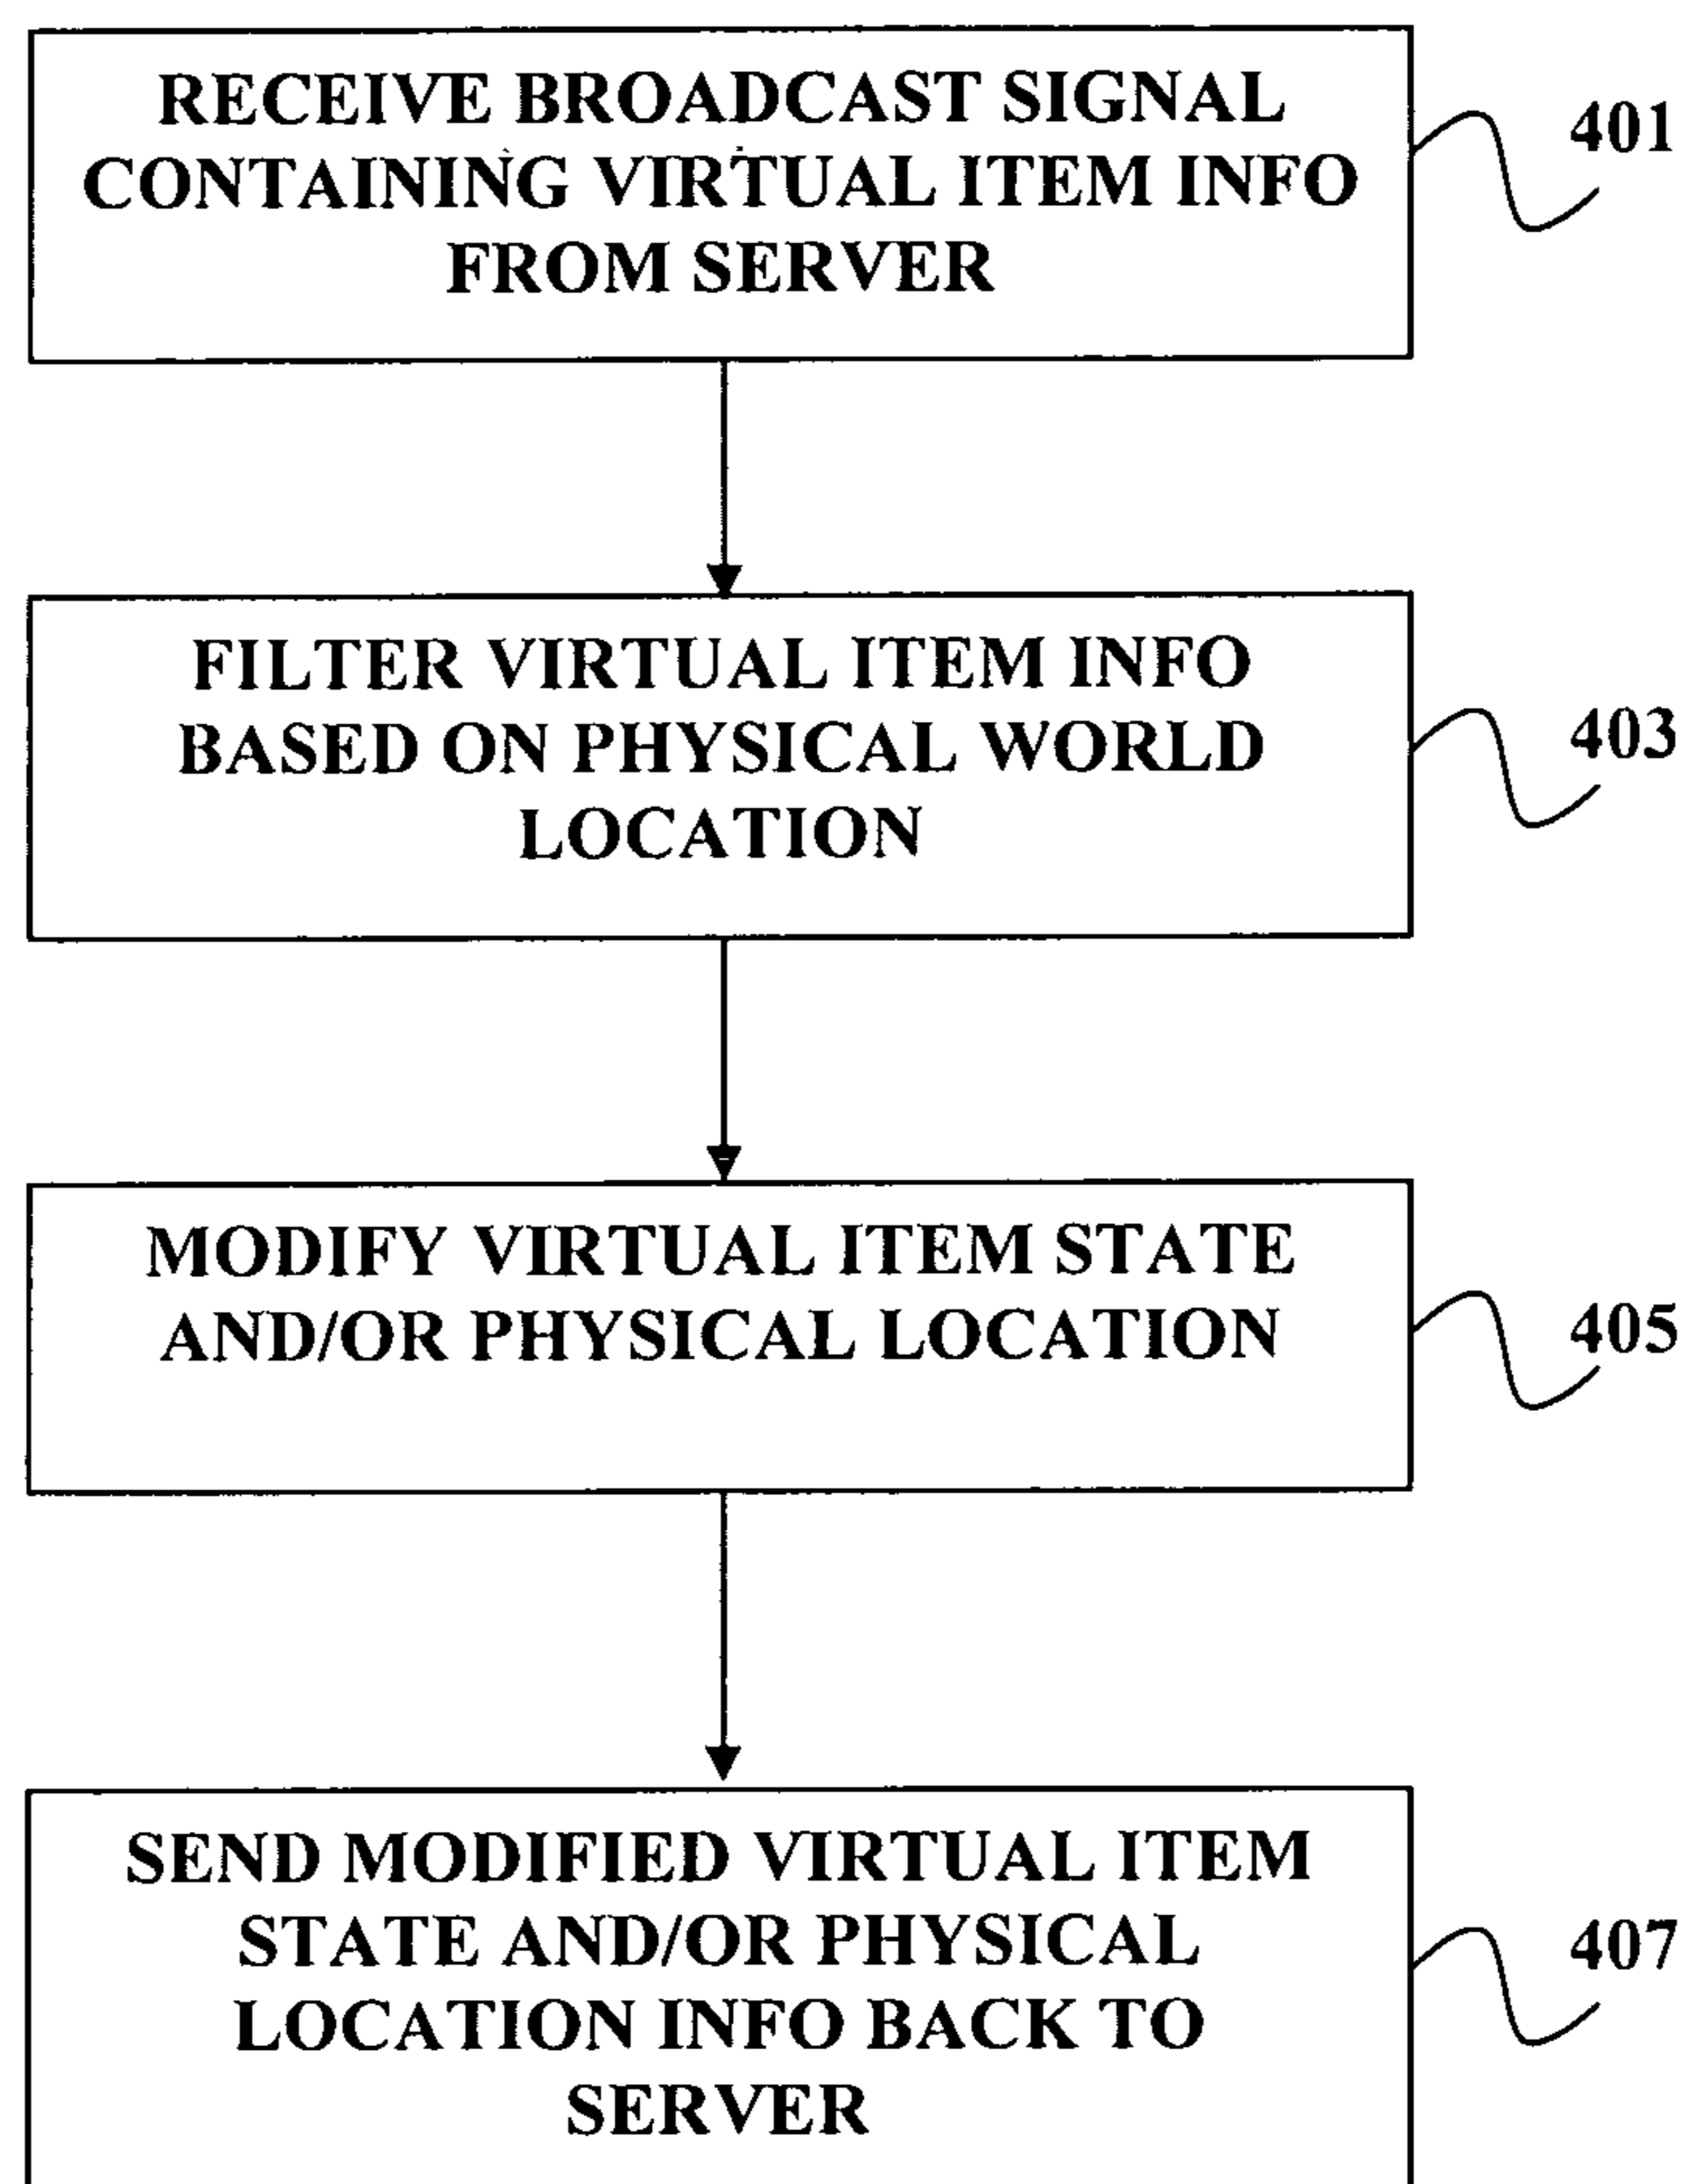 RECEIVE BROADCAST SIGNAL
CONTAINING VIRTUAL ITEM INFO
FROM SERVER
401
FILTER VIRTUAL ITEM INFO
BASED ON PHYSICAL WORLD
LOCATION
403
MODIFY VIRTUAL ITEM STATE
AND/OR PHYSICAL LOCATION
405
SEND MODIFIED VIRTUAL ITEM
STATE AND/OR PHYSICAL
LOCATION INFO BACK TO
SERVER
407